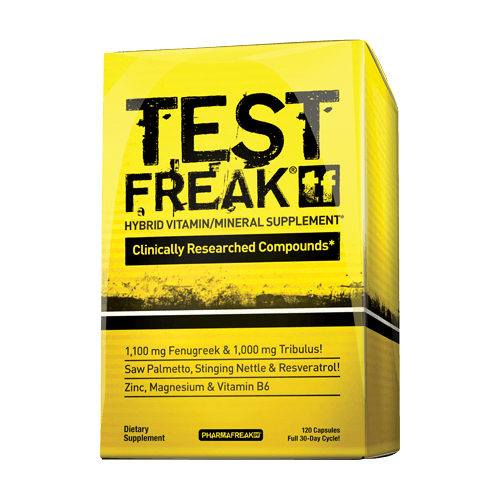 TEST
FREAK® tf
HYBRID VITAMIN/MINERAL SUPPLEMENT*
Clinically Researched Compounds*
1,100 mg Fenugreek & 1,000 mg Tribulus!
Saw Palmetto, Stinging Nettle & Resveratrol!
Zinc, Magnesium & Vitamin B6
Dietary
Supplement
PHARMAFREAK
120 Capsules
Full 30-Day Cycle!